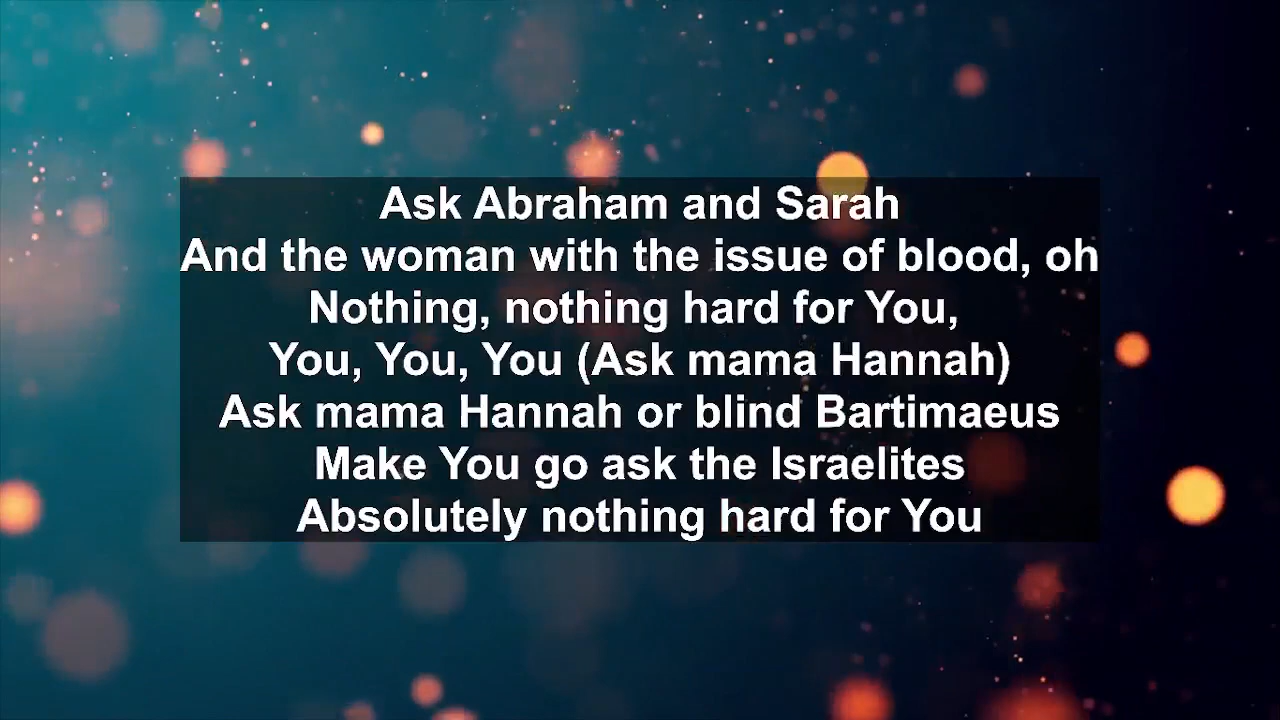 Ask Abraham and Sarah
And the woman with the issue of blood, oh
Nothing, nothing hard for You,
You, You, You (Ask mama Hannah)
Ask mama Hannah or blind Bartimaeus
Make You go ask the Israelites
Absolutely nothing hard for You